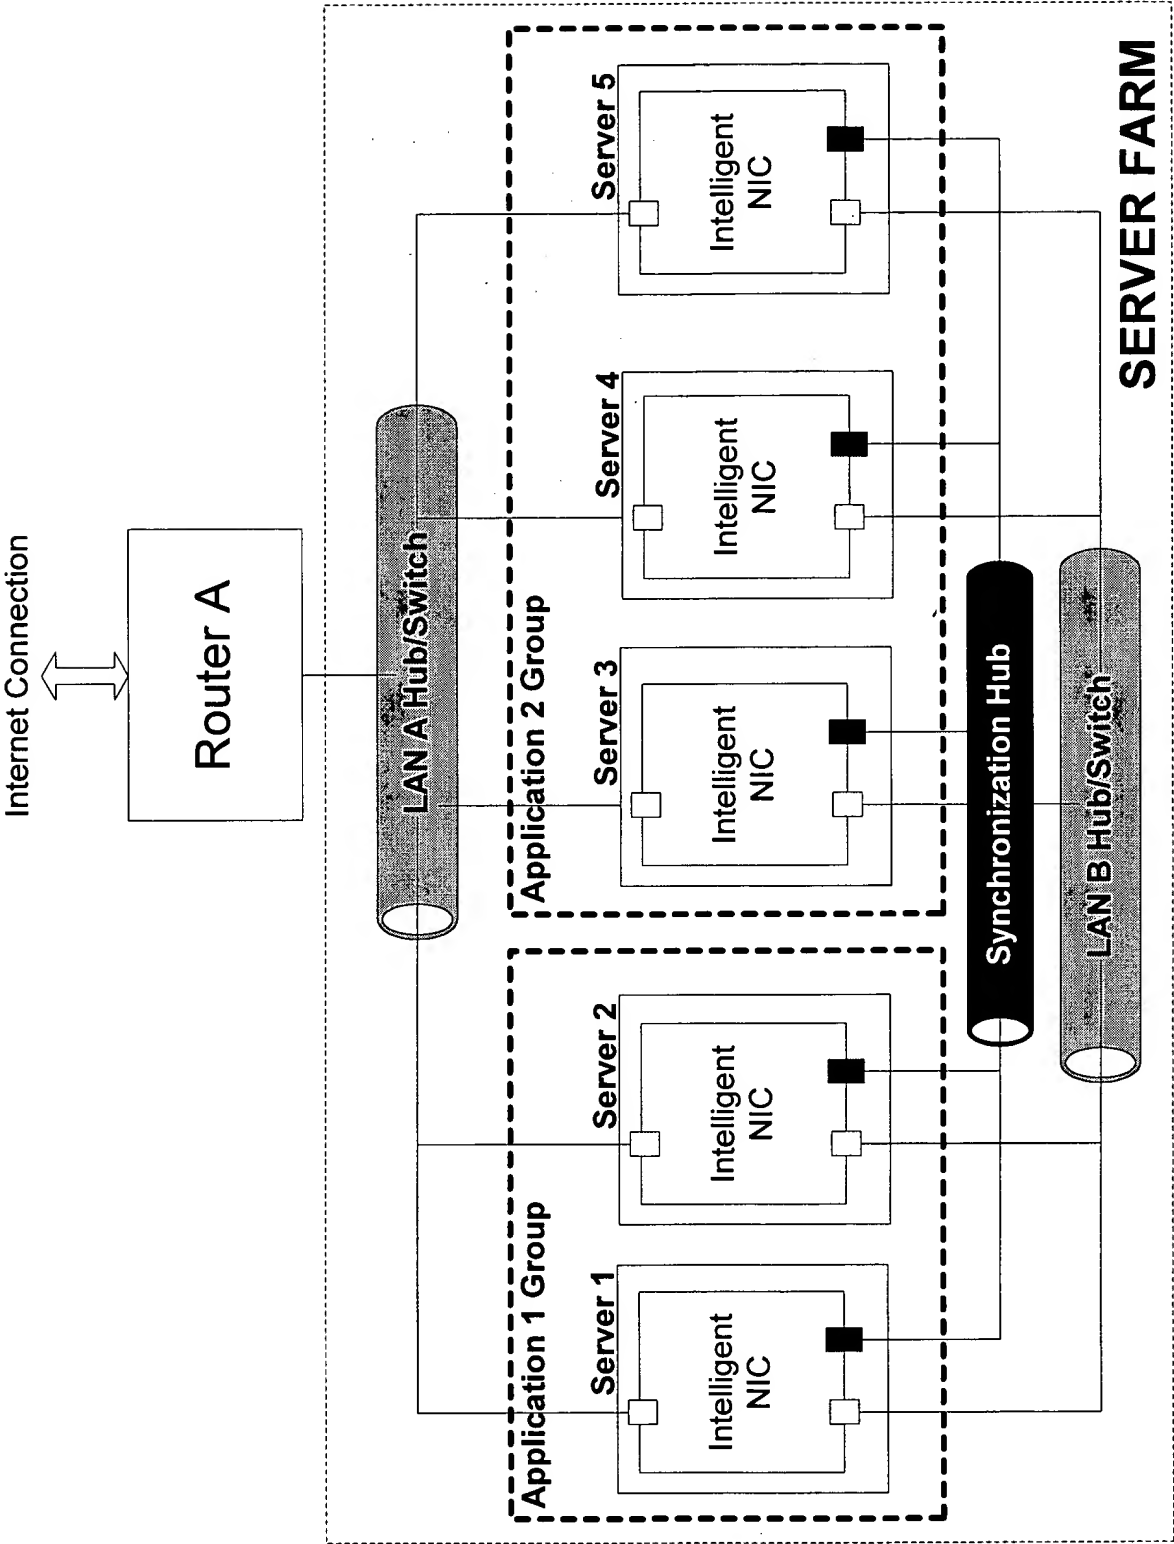 Internet Connection
Router A
LAN A Hub/Switch
Application 1 Group
Application 2 Group
Server 1
Server 2
Server 3
Server 4
Server 5
Intelligent
NIC
Intelligent
NIC
Intelligent
NIC
Intelligent
NIC
Intelligent
NIC
Synchronization Hub
LAN B Hub/Switch
SERVER FARM